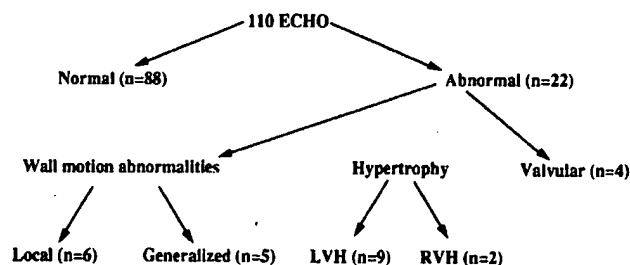 110 ECHO
Normal (n=88)
Abnormal (n=22)
Wall motion abnormalities
Hypertrophy
Valvular (n=4)
Local (n=6)
Generalized (n=5)
LVH (n=9)
RVH (n=2)